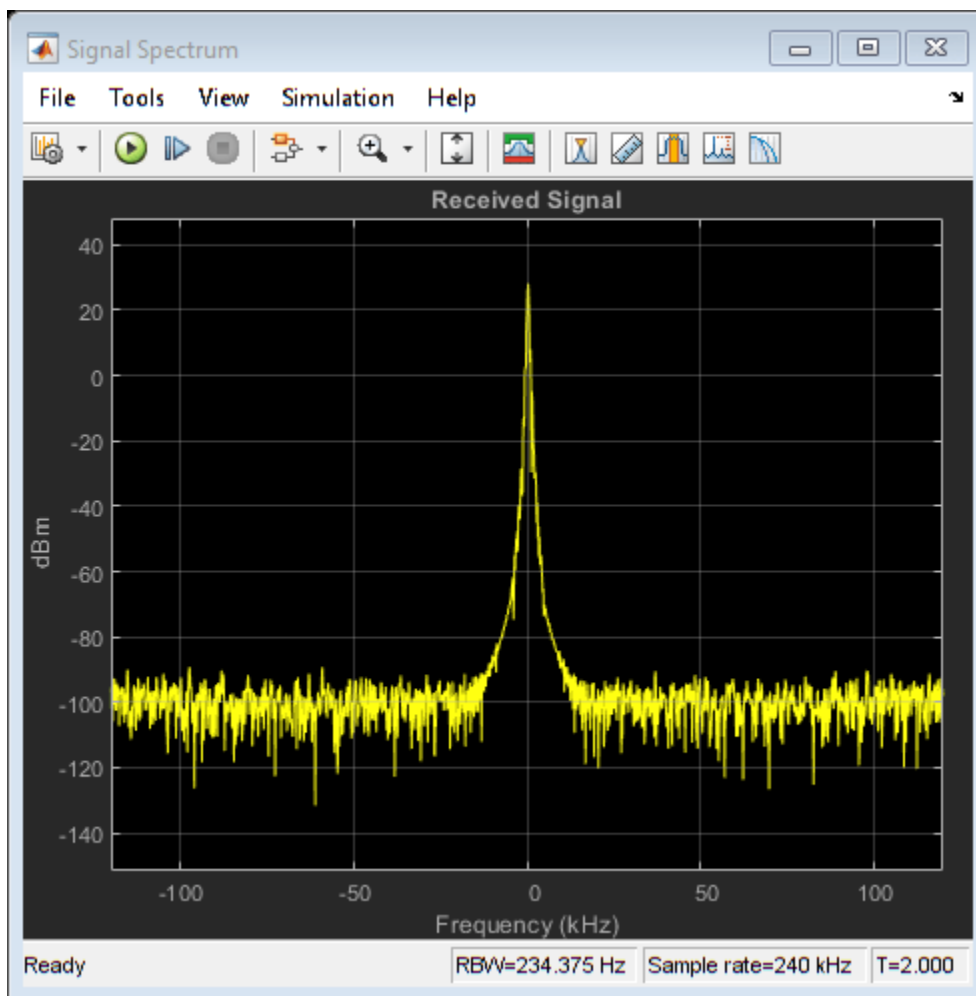 Signal Spectrum
File Tools View Simulation Help
Received Signal
40
20
0
-20
-40
-60
-80
-100
-120
-140
dBm
-100 -50 0 50 100
Frequency (kHz)
Ready RBW=234.375 Hz Sample rate=240 kHz T=2.000